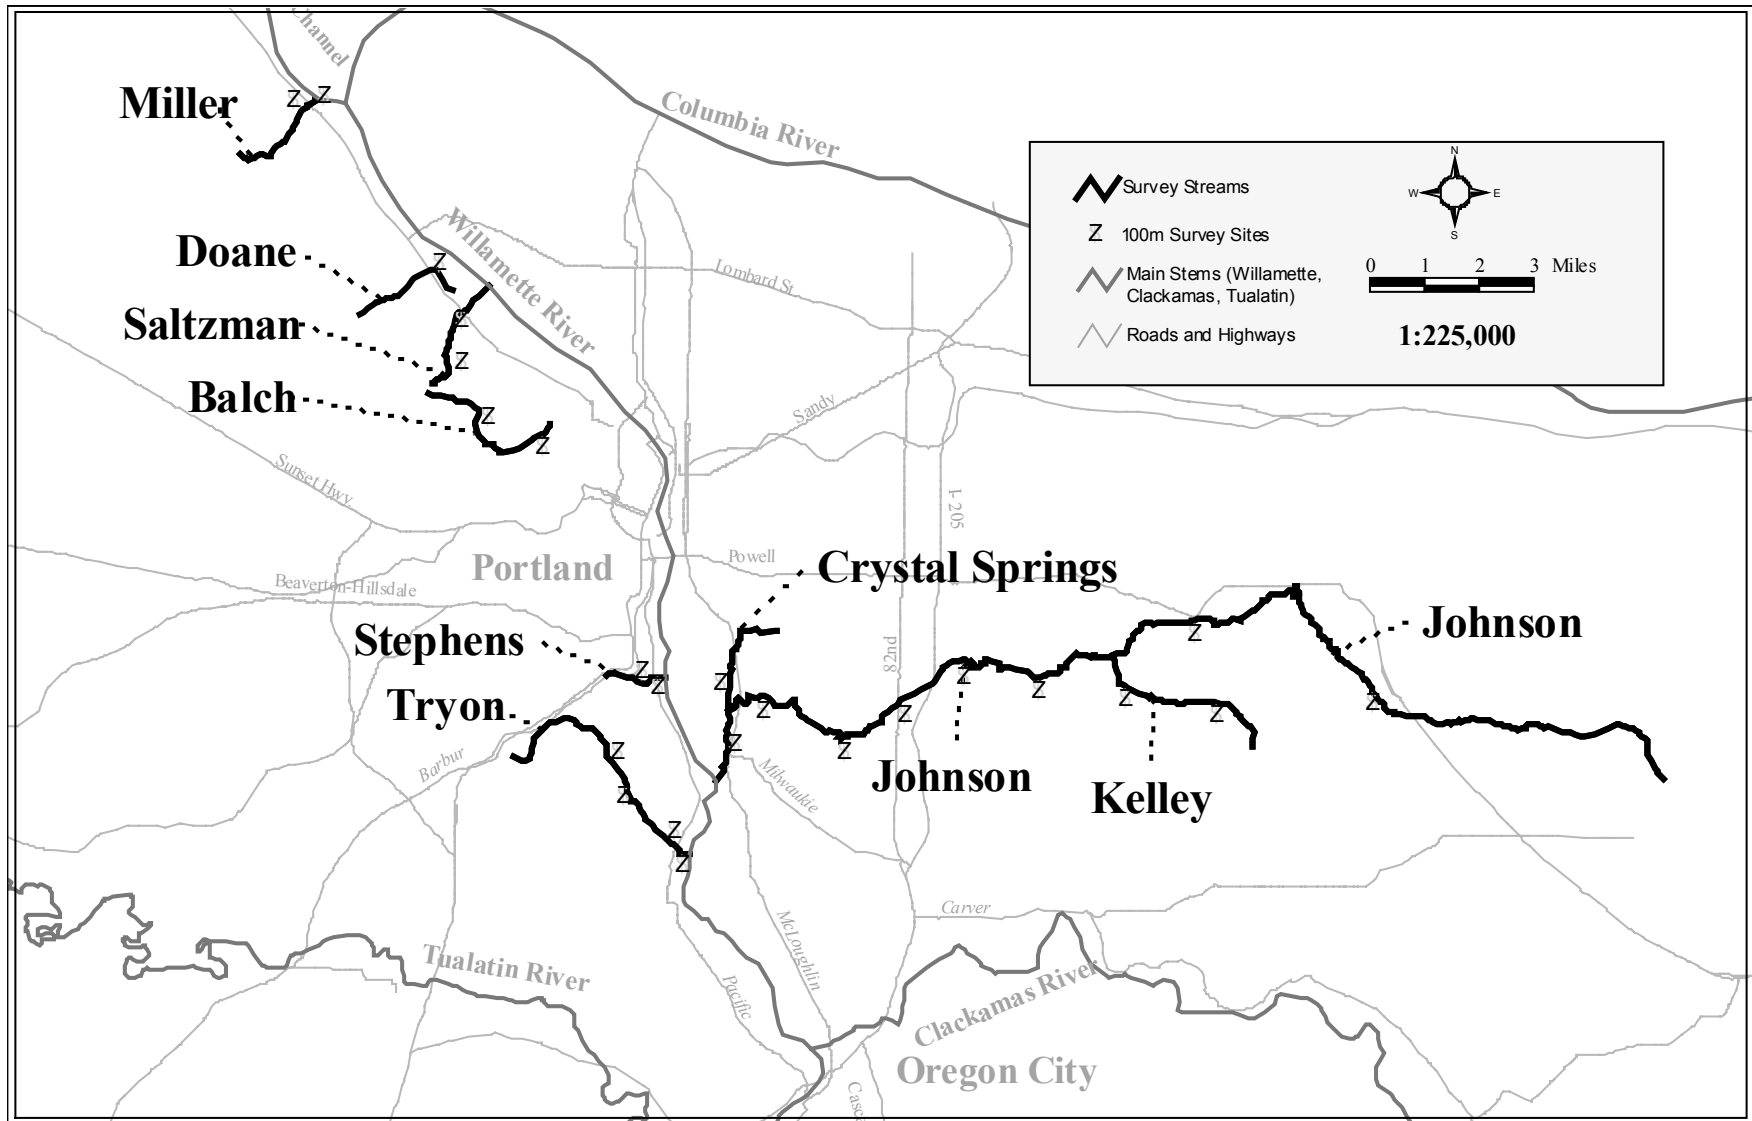 Channel
Miller
Z
Z
Columbia River
N
W
E
S
Survey Streams
Z
100m Survey Sites
Main Stems (Willamette,
Clackamas, Tualatin)
Roads and Highways
0 1 2 3 Miles
1:225,000
Willamette River
Doane
Z
Lombard St
Saltzman
Z
Z
Balch
Z
Z
Sandy
Sunset Hwy
I-205
Portland
Powell
Crystal Springs
Beaverton-Hillsdale
Stephens
Z
Z
82nd
Johnson
Z
Z
Z
Z
Z
Z
Z
Z
Z
Z
Tryon
Z
Z
Z
Z
Z
Z
Barbur
Milwaukie
Johnson
Kelley
Carver
McLoughlin
Tualatin River
Pacific
Clackamas River
Oregon City
Casca